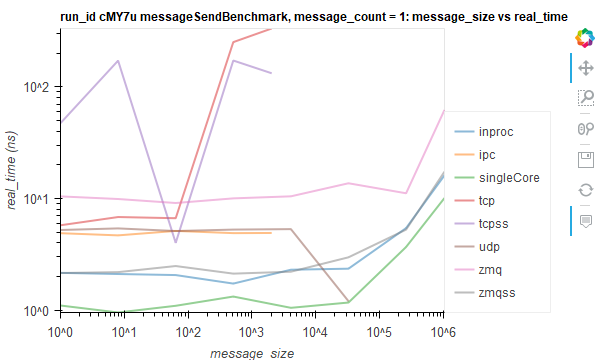 run_id cMY7u messageSendBenchmark, message_count = 1: message_size vs real_time
real_time (ns)
10^2
10^1
10^0
10^0 10^1 10^2 10^3 10^4 10^5 10^6
message_size
inproc
ipc
singleCore
tcp
tcpss
udp
zmq
zmqss